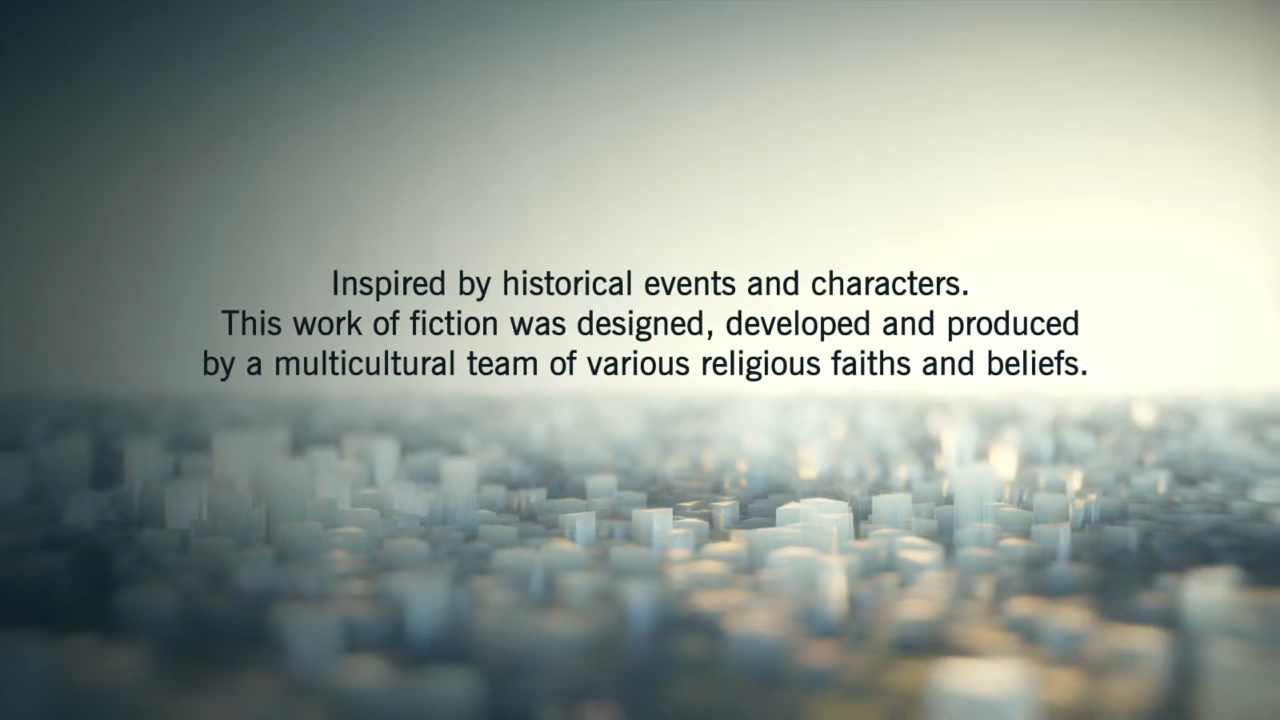 Inspired by historical events and characters.
This work of fiction was designed, developed and produced
by a multicultural team of various religious faiths and beliefs.